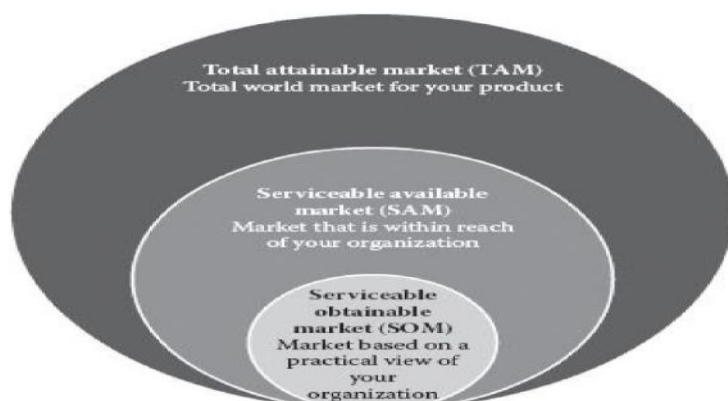 Total attainable market (TAM)
Total world market for your product
Serviceable available
market (SAM)
Market that is within reach
of your organization
Serviceable
obtainable
market (SOM)
Market based on a
practical view of
your
organization